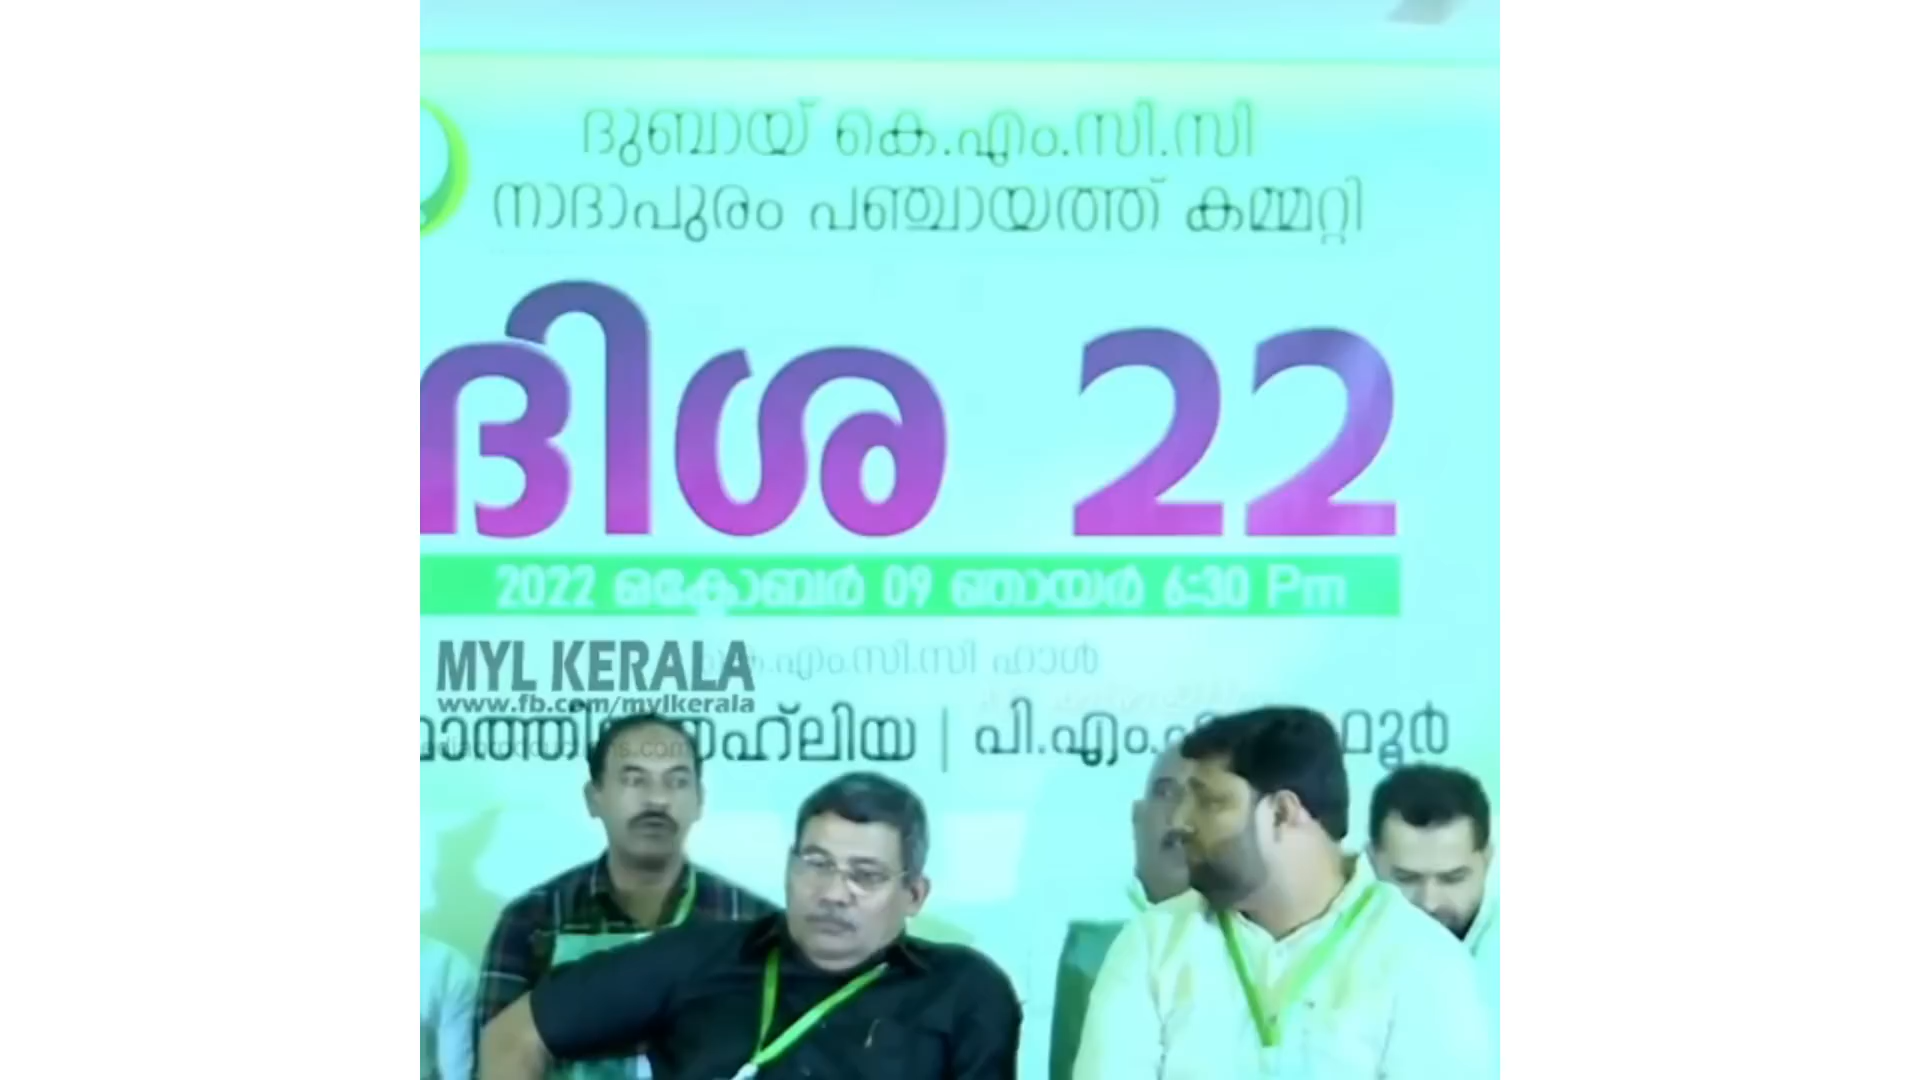 ദുബായ് കെ.എം.സി.സി
നാദാപുരം പഞ്ചായത്ത് കമ്മറ്റി
ദിശ 22
2022 ഒക്ടോബർ 09 ഞായർ 6:30 Pm
MYL KERALA
.എം.സി.സി ഹാൾ
www.fb.com/mylkerala
പി.എം.